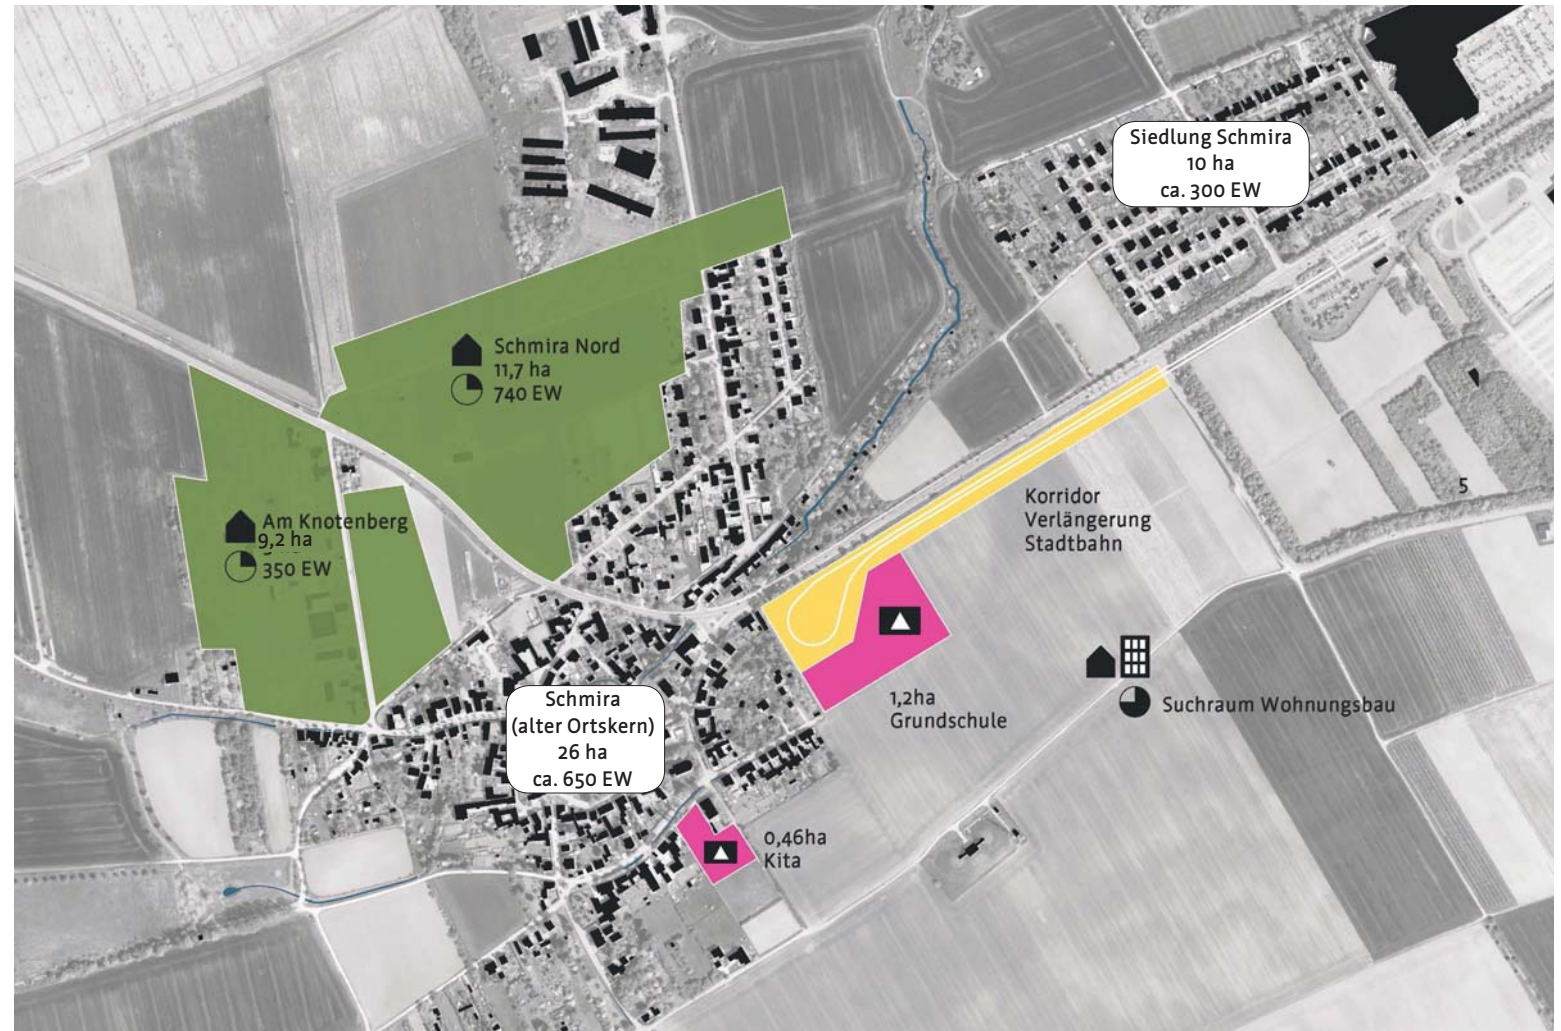 Siedlung Schmira
10 ha
ca. 300 EW
Schmira Nord
11,7 ha
740 EW
5
Korridor
Verlängerung
Stadtbahn
Am Knotenberg
9,2 ha
350 EW
1,2ha
Grundschule
Suchraum Wohnungsbau
Schmira
(alter Ortskern)
26 ha
ca. 650 EW
0,46ha
Kita